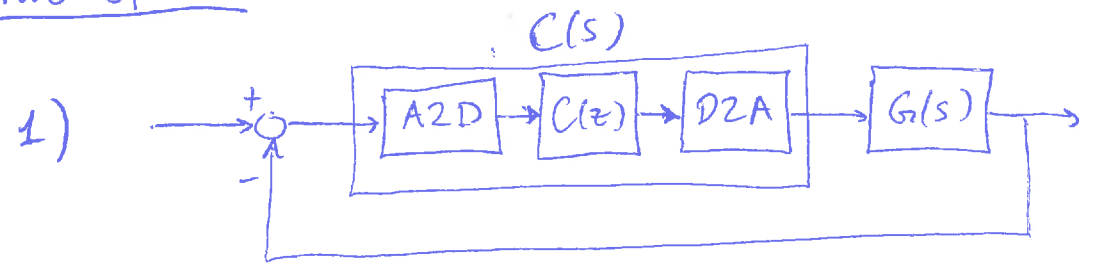 C(s)
1)
+
A2D
C(z)
D2A
G(s)
-